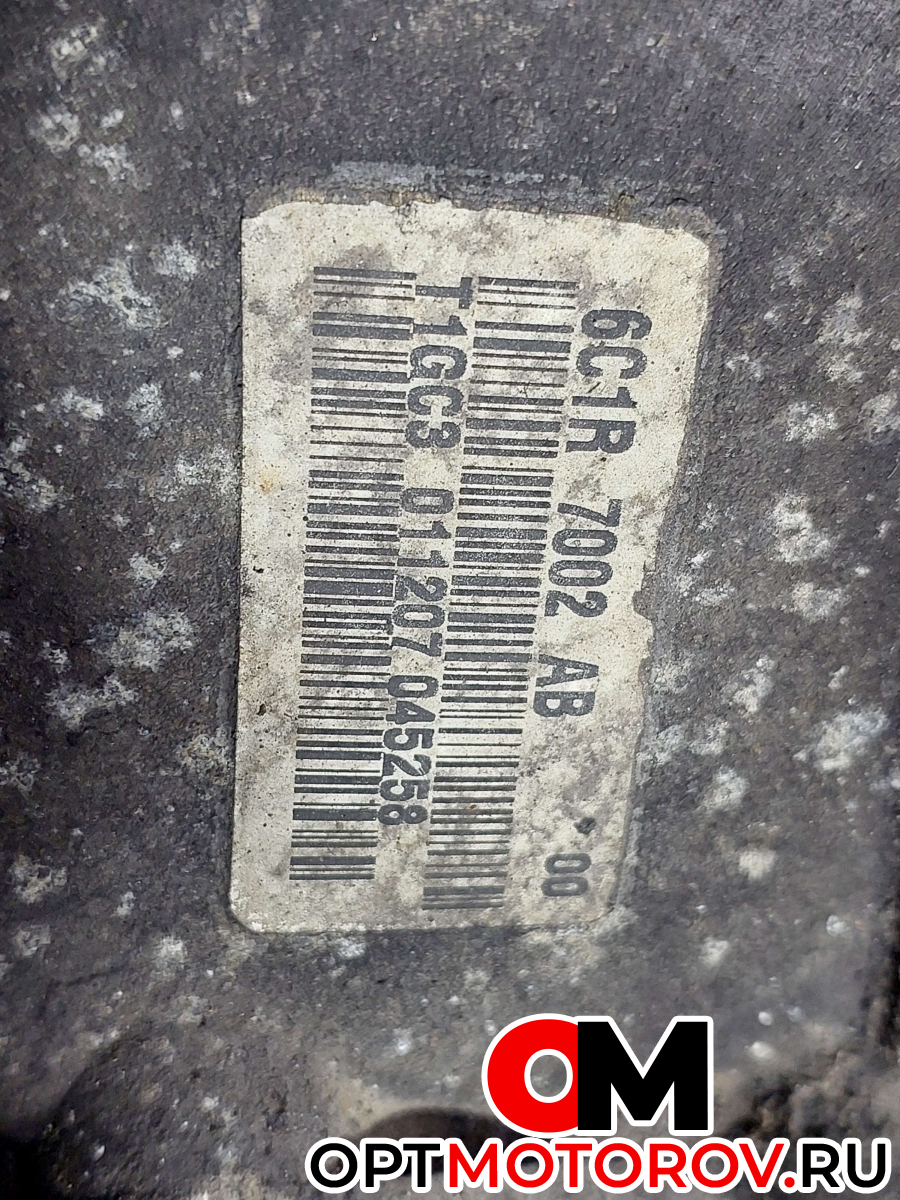 6C1R 7002 AB 00
T1GC3 011207 045258
OM
OPTMOTOROV.RU